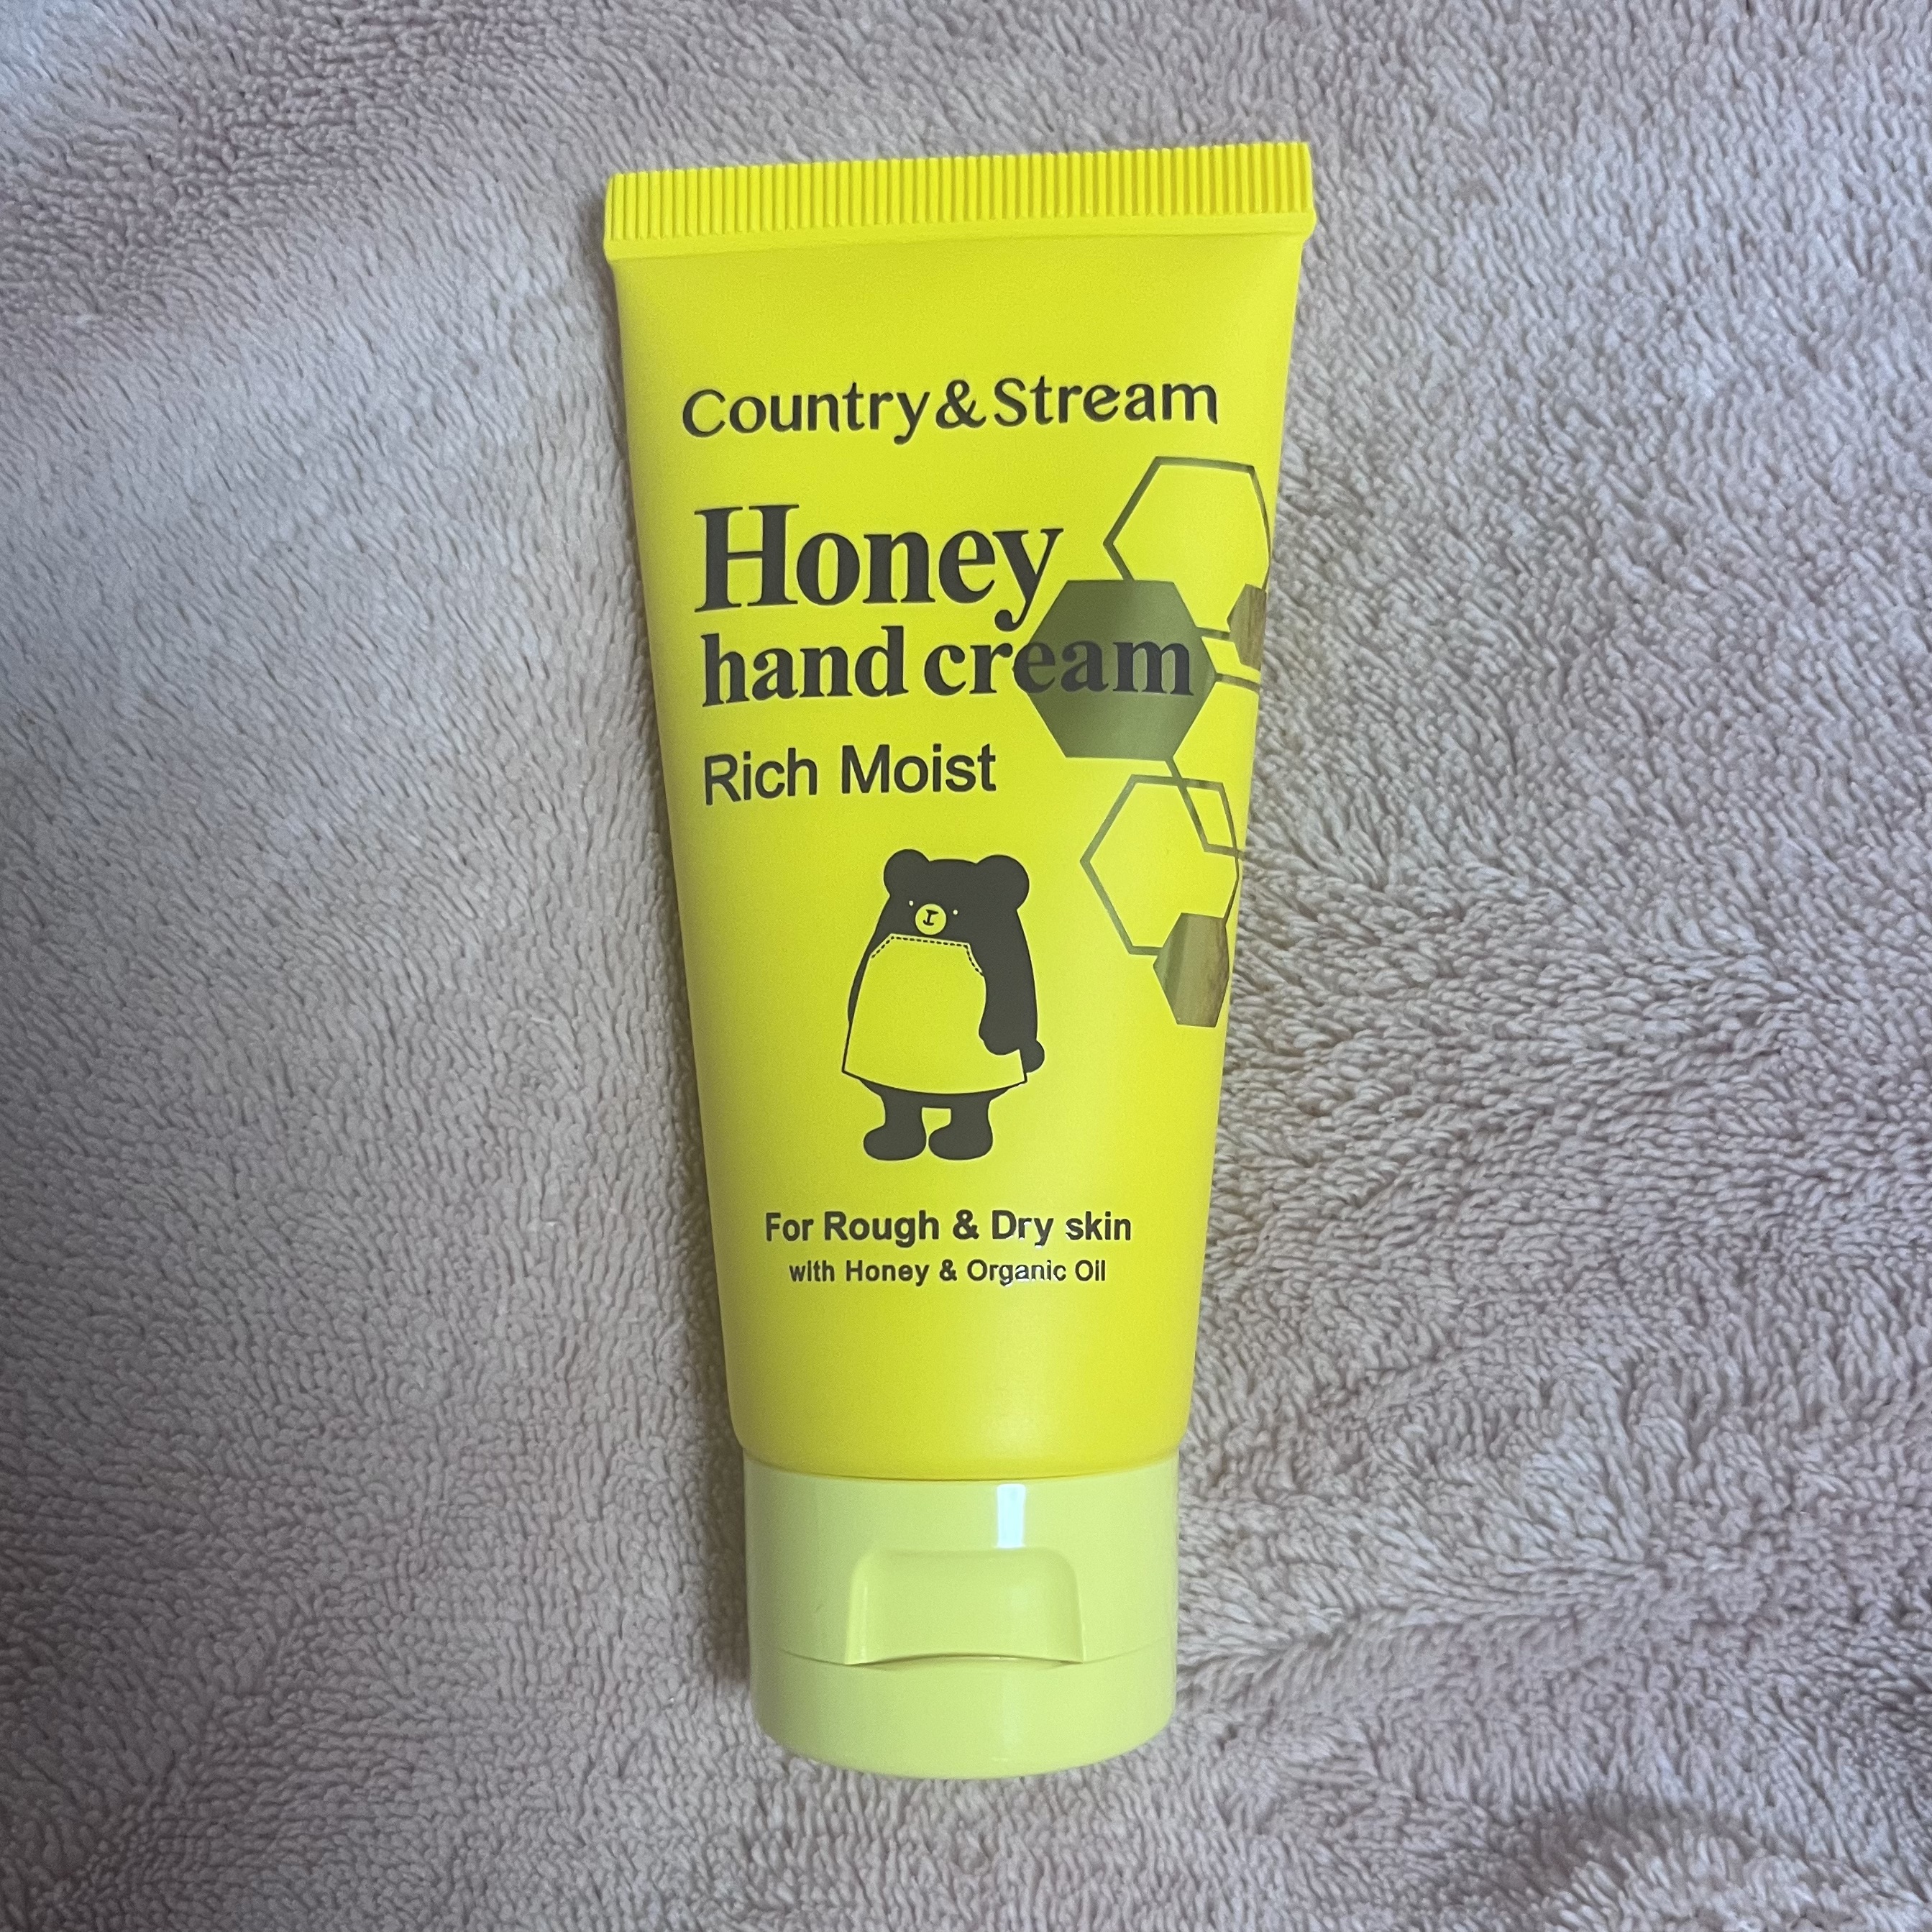 Country&Stream
Honey
hand cream
Rich Moist
For Rough & Dry skin
with Honey & Organic Oil